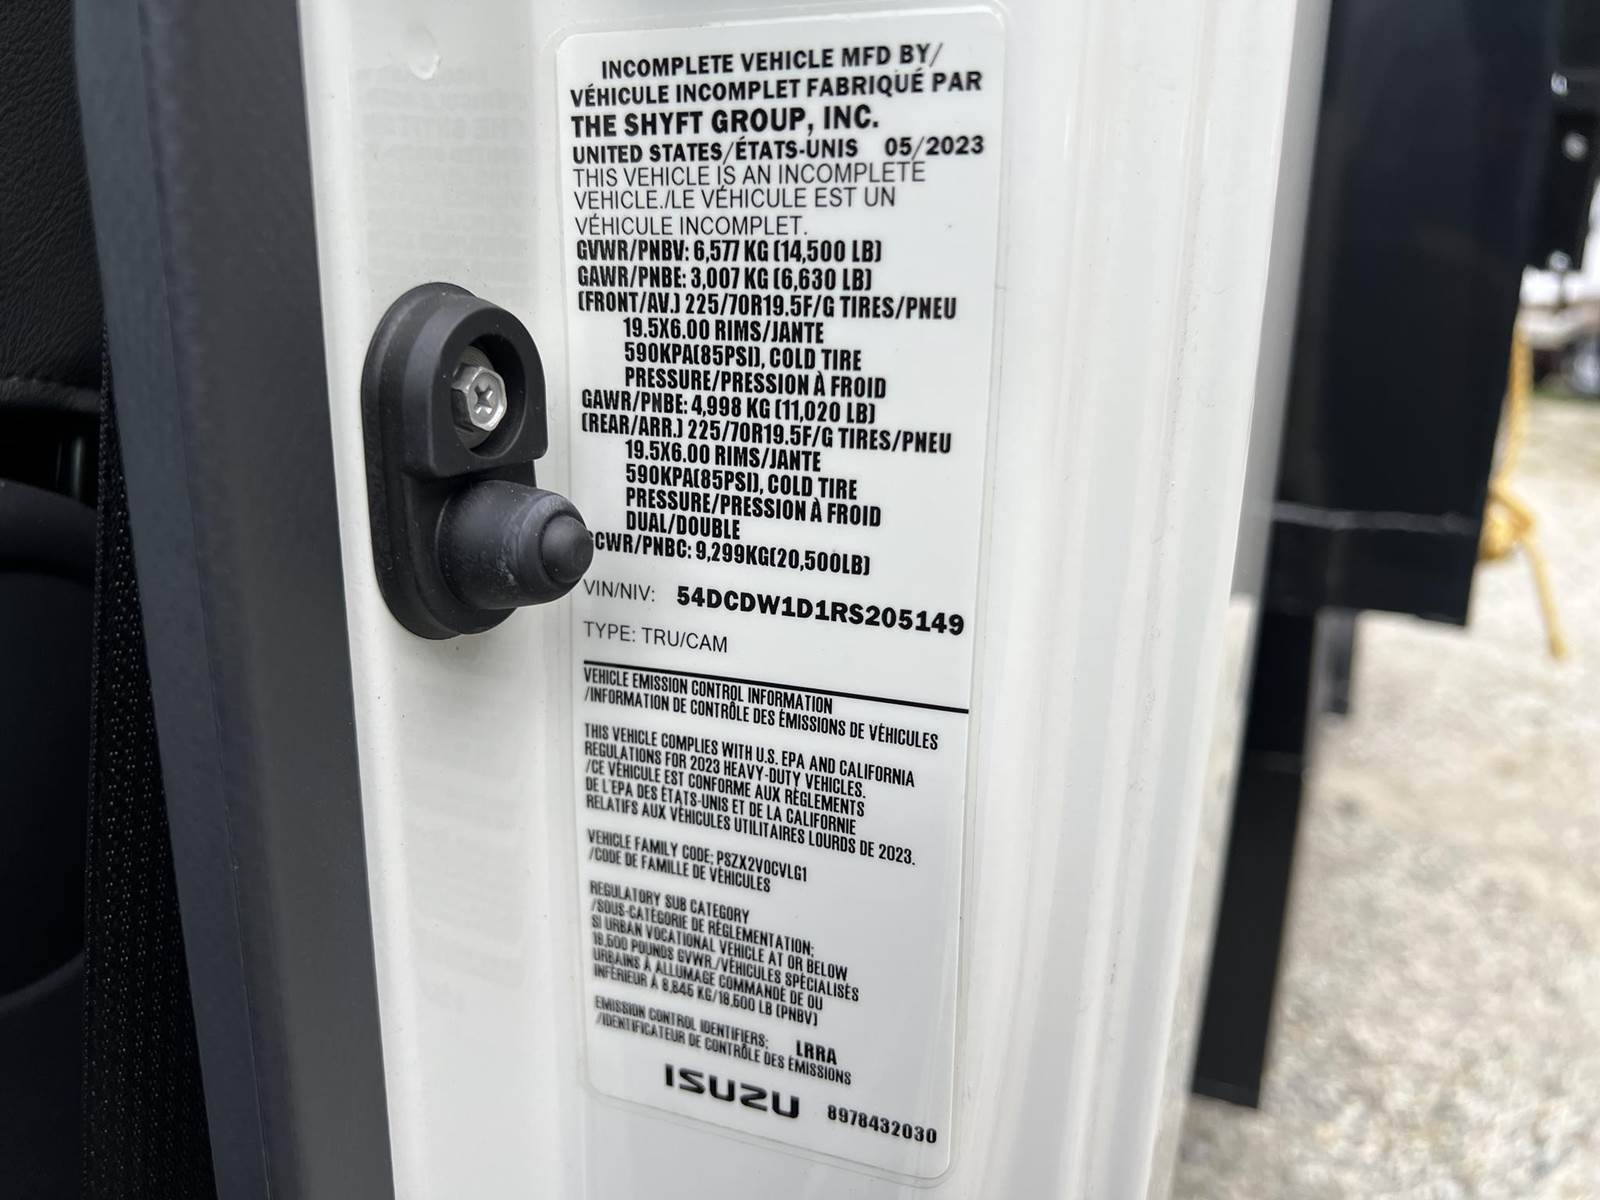 INCOMPLETE VEHICLE MFD BY/
VÉHICULE INCOMPLET FABRIQUÉ PAR
THE SHYFT GROUP, INC.
UNITED STATES/ÉTATS-UNIS 05/2023
THIS VEHICLE IS AN INCOMPLETE
VEHICLE./LE VÉHICULE EST UN
VÉHICULE INCOMPLET.
GVWR/PNBV: 6,577 KG (14,500 LB)
GAWR/PNBE: 3,007 KG (6,630 LB)
(FRONT/AV.) 225/70R19.5F/G TIRES/PNEU
19.5X6.00 RIMS/JANTE
590KPA(85PSI), COLD TIRE
PRESSURE/PRESSION À FROID
GAWR/PNBE: 4,998 KG (11,020 LB)
(REAR/ARR.) 225/70R19.5F/G TIRES/PNEU
19.5X6.00 RIMS/JANTE
590KPA(85PSI), COLD TIRE
PRESSURE/PRESSION À FROID
DUAL/DOUBLE
GCWR/PNBC: 9,299KG(20,500LB)
VIN/NIV: 54DCDW1D1RS205149
TYPE: TRU/CAM
VEHICLE EMISSION CONTROL INFORMATION
/INFORMATION DE CONTRÔLE DES ÉMISSIONS DE VÉHICULES
THIS VEHICLE COMPLIES WITH U.S. EPA AND CALIFORNIA
REGULATIONS FOR 2023 HEAVY-DUTY VEHICLES.
/CE VÉHICULE EST CONFORME AUX RÈGLEMENTS
DE L'EPA DES ÉTATS-UNIS ET DE LA CALIFORNIE
RELATIFS AUX VÉHICULES UTILITAIRES LOURDS DE 2023.
VEHICLE FAMILY CODE: PSZX2VOCVLG1
/CODE DE FAMILLE DE VÉHICULES
REGULATORY SUB CATEGORY
/SOUS-CATÉGORIE DE RÈGLEMENTATION:
SI URBAN VOCATIONAL VEHICLE AT OR BELOW
19,500 POUNDS GVWR./VÉHICULES SPÉCIALISÉS
URBAINS À ALLUMAGE COMMANDÉ DE OU
INFÉRIEUR À 8,845 KG/19,500 LB (PNBV)
EMISSION CONTROL IDENTIFIERS: LRRA
/IDENTIFICATEUR DE CONTRÔLE DES ÉMISSIONS
ISUZU 8978432030